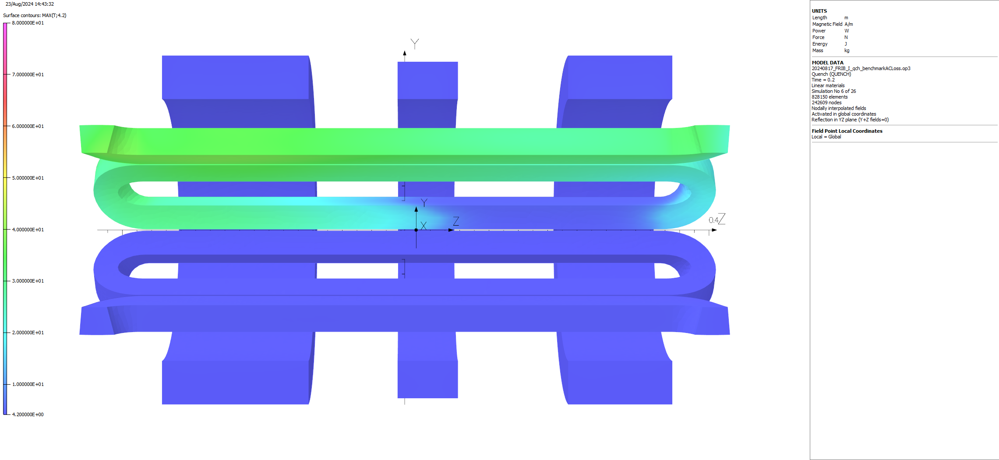 23/Aug/2024 14:43:32
Surface contours: MAX(T;4.2)
8.000000E+01
7.000000E+01
6.000000E+01
5.000000E+01
4.000000E+01
3.000000E+01
2.000000E+01
1.000000E+01
4.200000E+00
Y
Y
Z
X
0.4
Z
UNITS
Length m
Magnetic Field A/m
Power W
Force N
Energy J
Mass kg
MODEL DATA
20240817_FRIB_I_qch_benchmarkACLoss.op3
Quench (QUENCH)
Time = 0.2
Linear materials
Simulation No 6 of 26
828150 elements
242609 nodes
Nodally interpolated fields
Activated in global coordinates
Reflection in YZ plane (Y+Z fields=0)
Field Point Local Coordinates
Local = Global